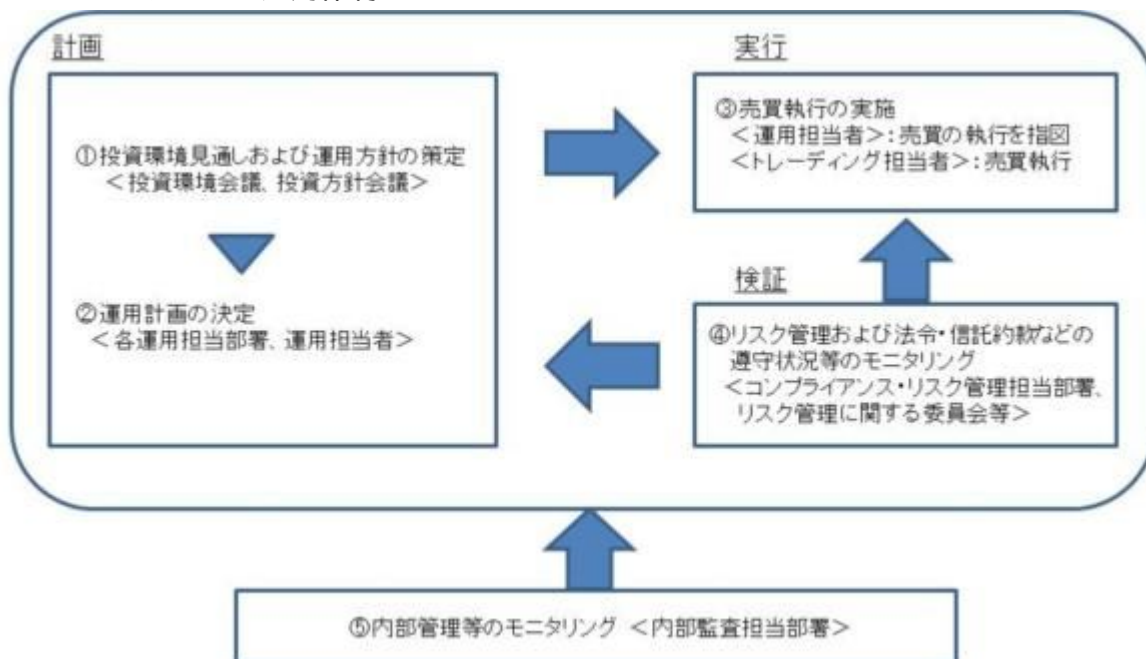 計画
①投資環境見通しおよび運用方針の策定
<投資環境会議、投資方針会議>
②運用計画の決定
<各運用担当部署、運用担当者>
実行
③売買執行の実施
<運用担当者>:売買の執行を指図
<トレーディング担当者>:売買執行
検証
④リスク管理および法令・信託約款などの
遵守状況等のモニタリング
<コンプライアンス・リスク管理担当部署、
リスク管理に関する委員会等>
⑤内部管理等のモニタリング <内部監査担当部署>